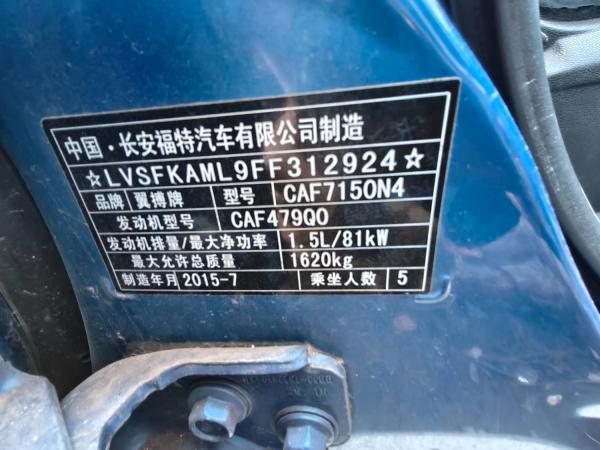 中国·长安福特汽车有限公司制造
☆LVSFKAML9FF312924☆
品牌 翼搏牌 型号 CAF7150N4
发动机型号 CAF479Q0
发动机排量/最大净功率 1.5L/81kW
最大允许总质量 1620kg
制造年月 2015-7 乘坐人数 5